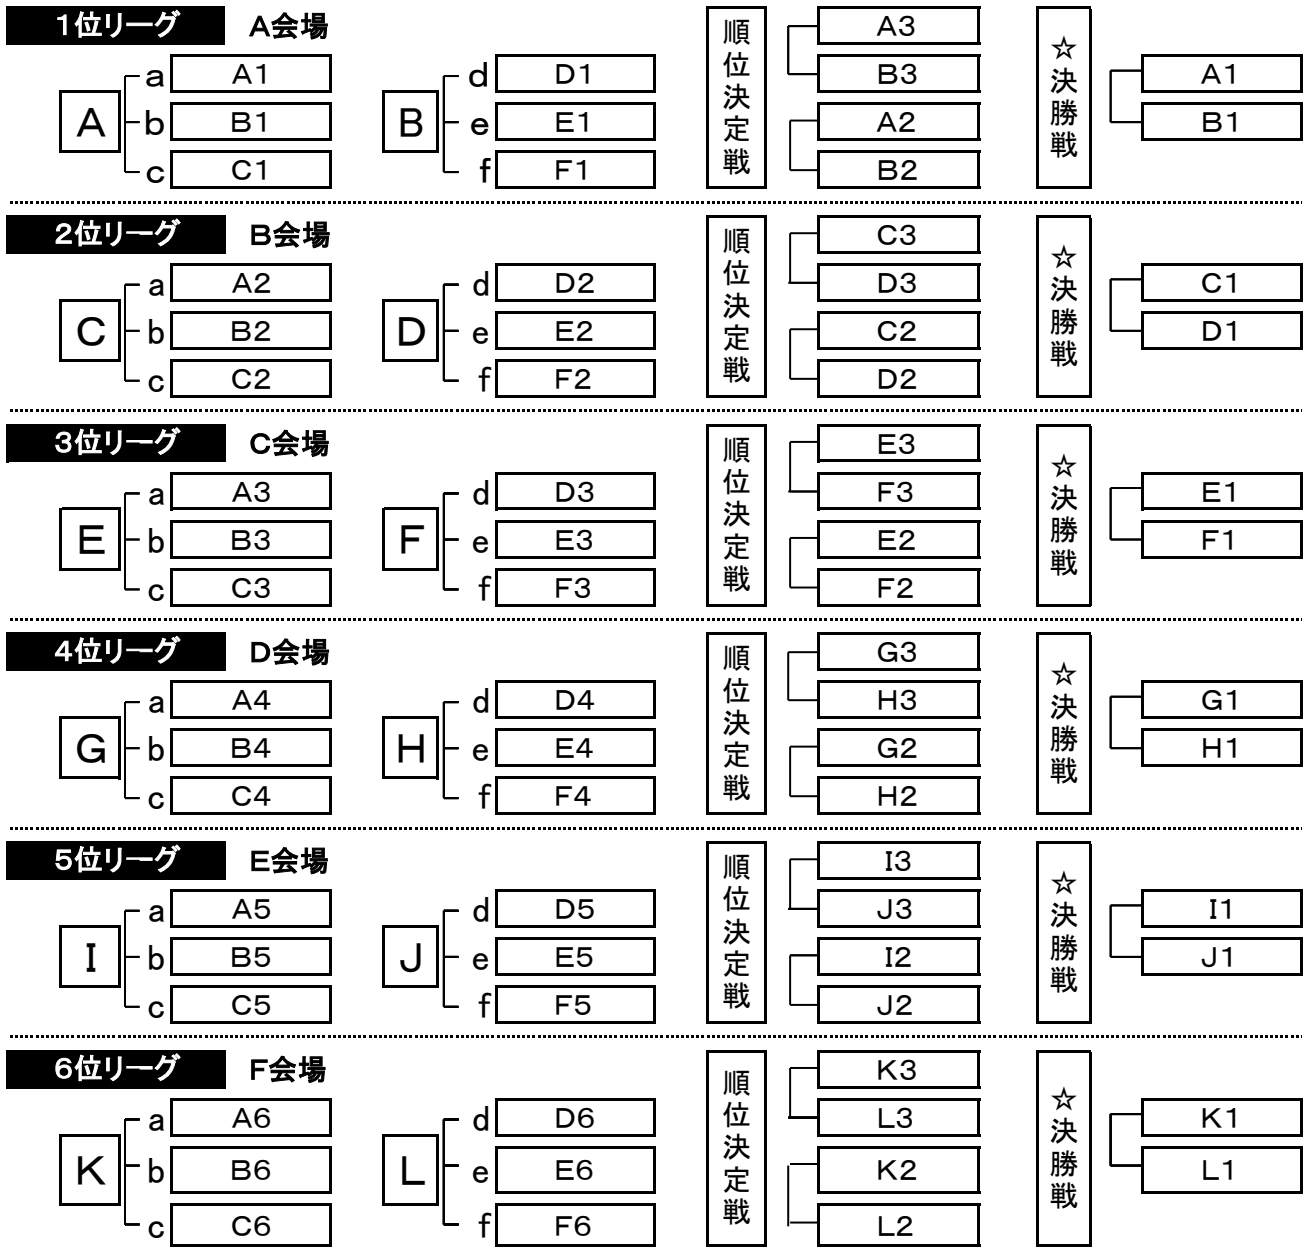 1位リーグ A会場
順位決定戦
A3
☆決勝戦
a A1
d D1
B3
A1
A
b B1
B
e E1
A2
B1
c C1
f F1
B2
2位リーグ B会場
順位決定戦
C3
☆決勝戦
a A2
d D2
D3
C1
C
b B2
D
e E2
C2
D1
c C2
f F2
D2
3位リーグ C会場
順位決定戦
E3
☆決勝戦
a A3
d D3
F3
E1
E
b B3
F
e E3
E2
F1
c C3
f F3
F2
4位リーグ D会場
順位決定戦
G3
☆決勝戦
a A4
d D4
H3
G1
G
b B4
H
e E4
G2
H1
c C4
f F4
H2
5位リーグ E会場
順位決定戦
I3
☆決勝戦
a A5
d D5
J3
I1
I
b B5
J
e E5
I2
J1
c C5
f F5
J2
6位リーグ F会場
順位決定戦
K3
☆決勝戦
a A6
d D6
L3
K1
K
b B6
L
e E6
K2
L1
c C6
f F6
L2